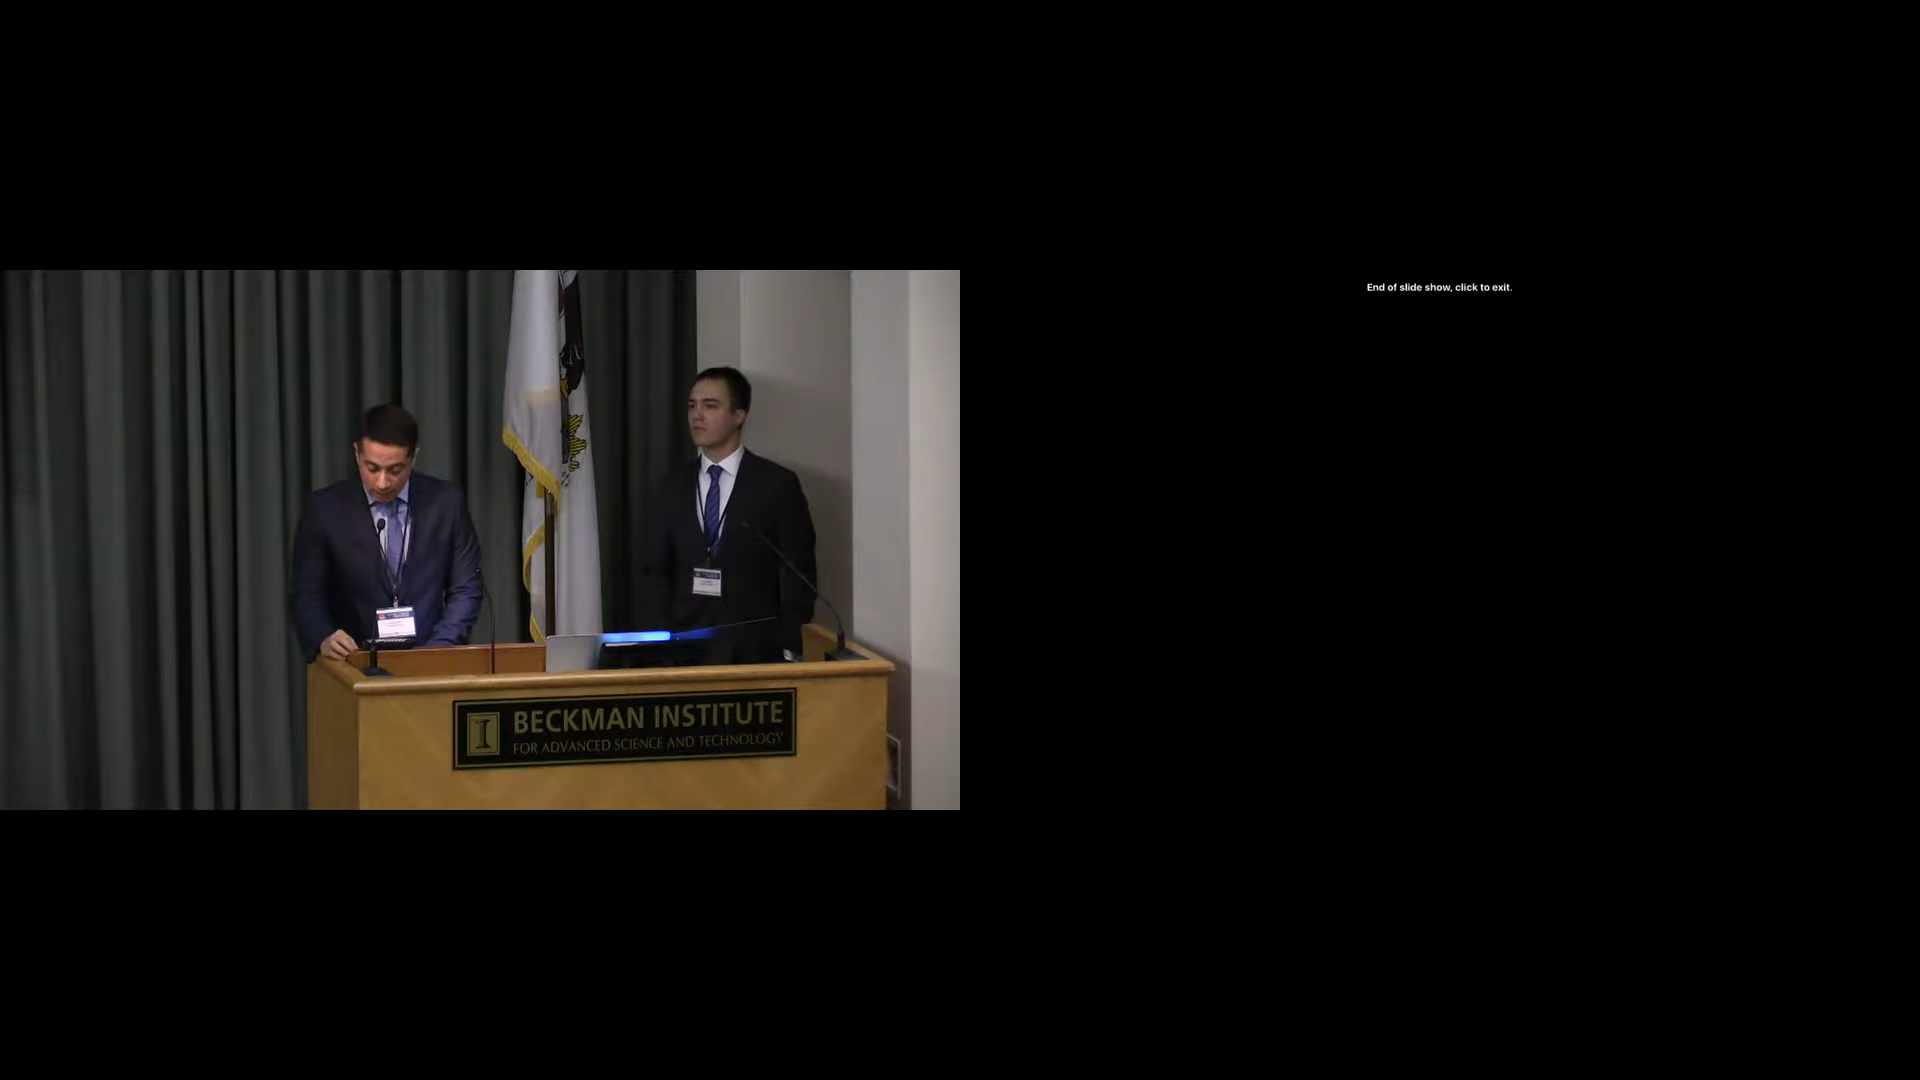 BECKMAN INSTITUTE
FOR ADVANCED SCIENCE AND TECHNOLOGY
End of slide show, click to exit.